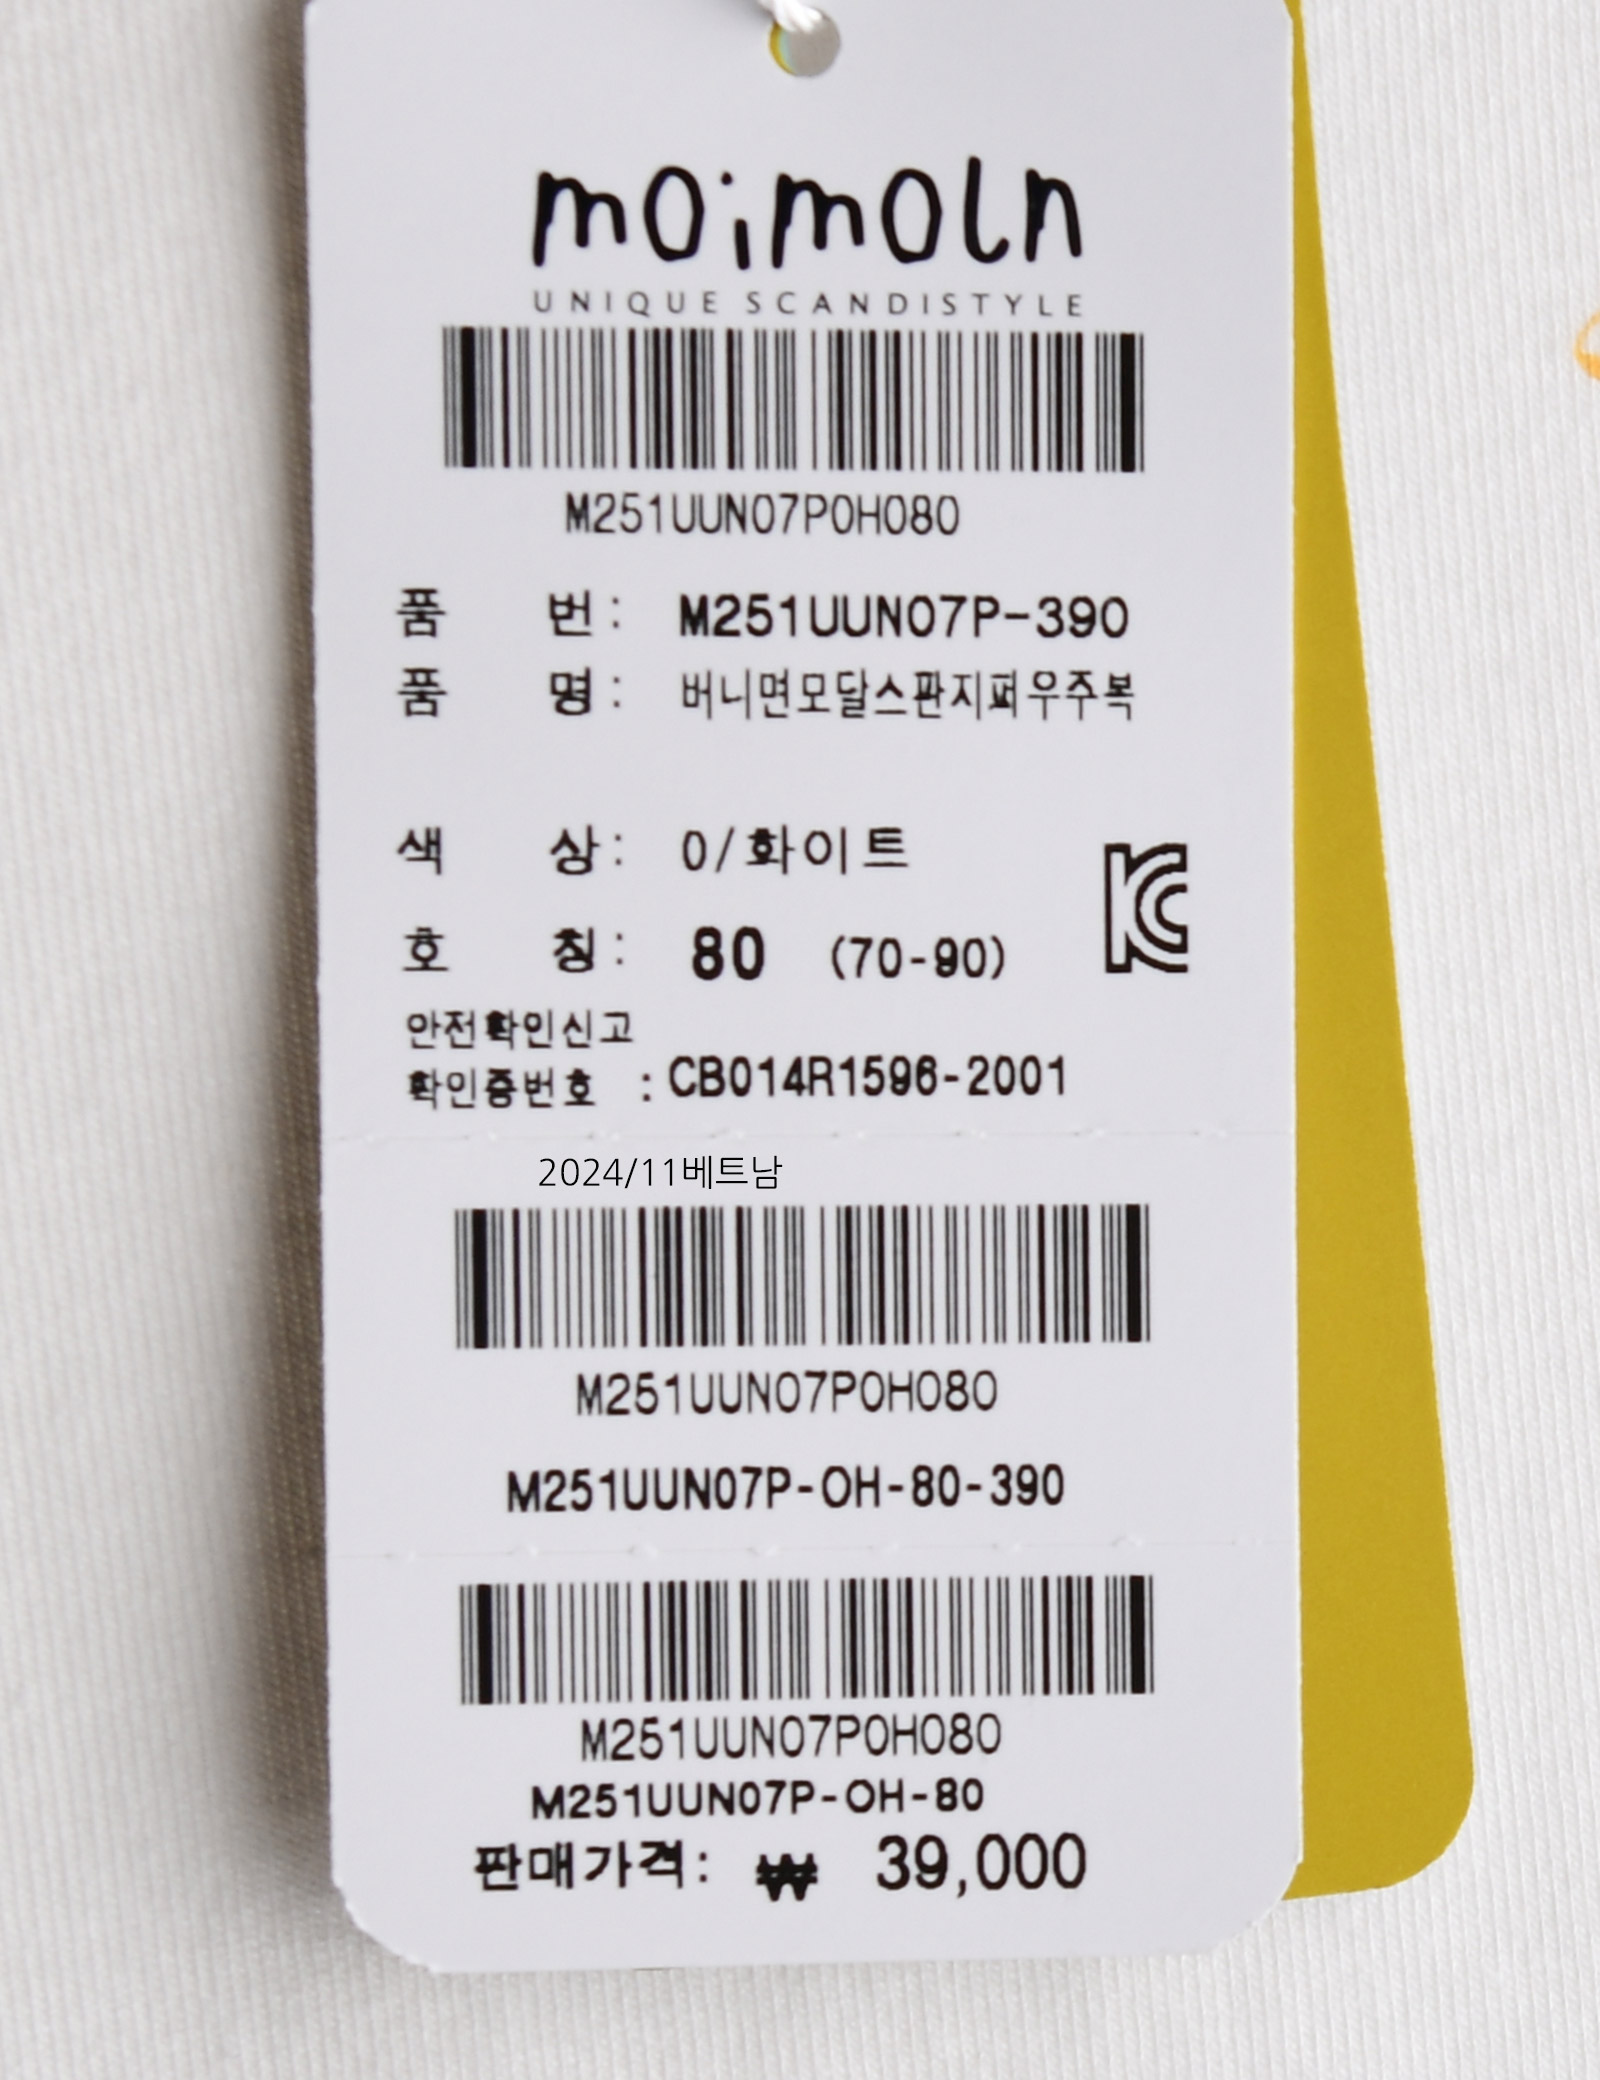 moimoln
UNIQUE SCANDISTYLE
M251UUN07P0H080
품 번 : M251UUN07P-390
품 명 : 버니면모달스판지퍼우주복
색 상 : 0/화이트
호 칭 : 80 (70-90)
안전확인신고
확인증번호 : CB014R1596-2001
2024/11베트남
M251UUN07P0H080
M251UUN07P-OH-80-390
M251UUN07P0H080
M251UUN07P-OH-80
판매가격: ₩ 39,000